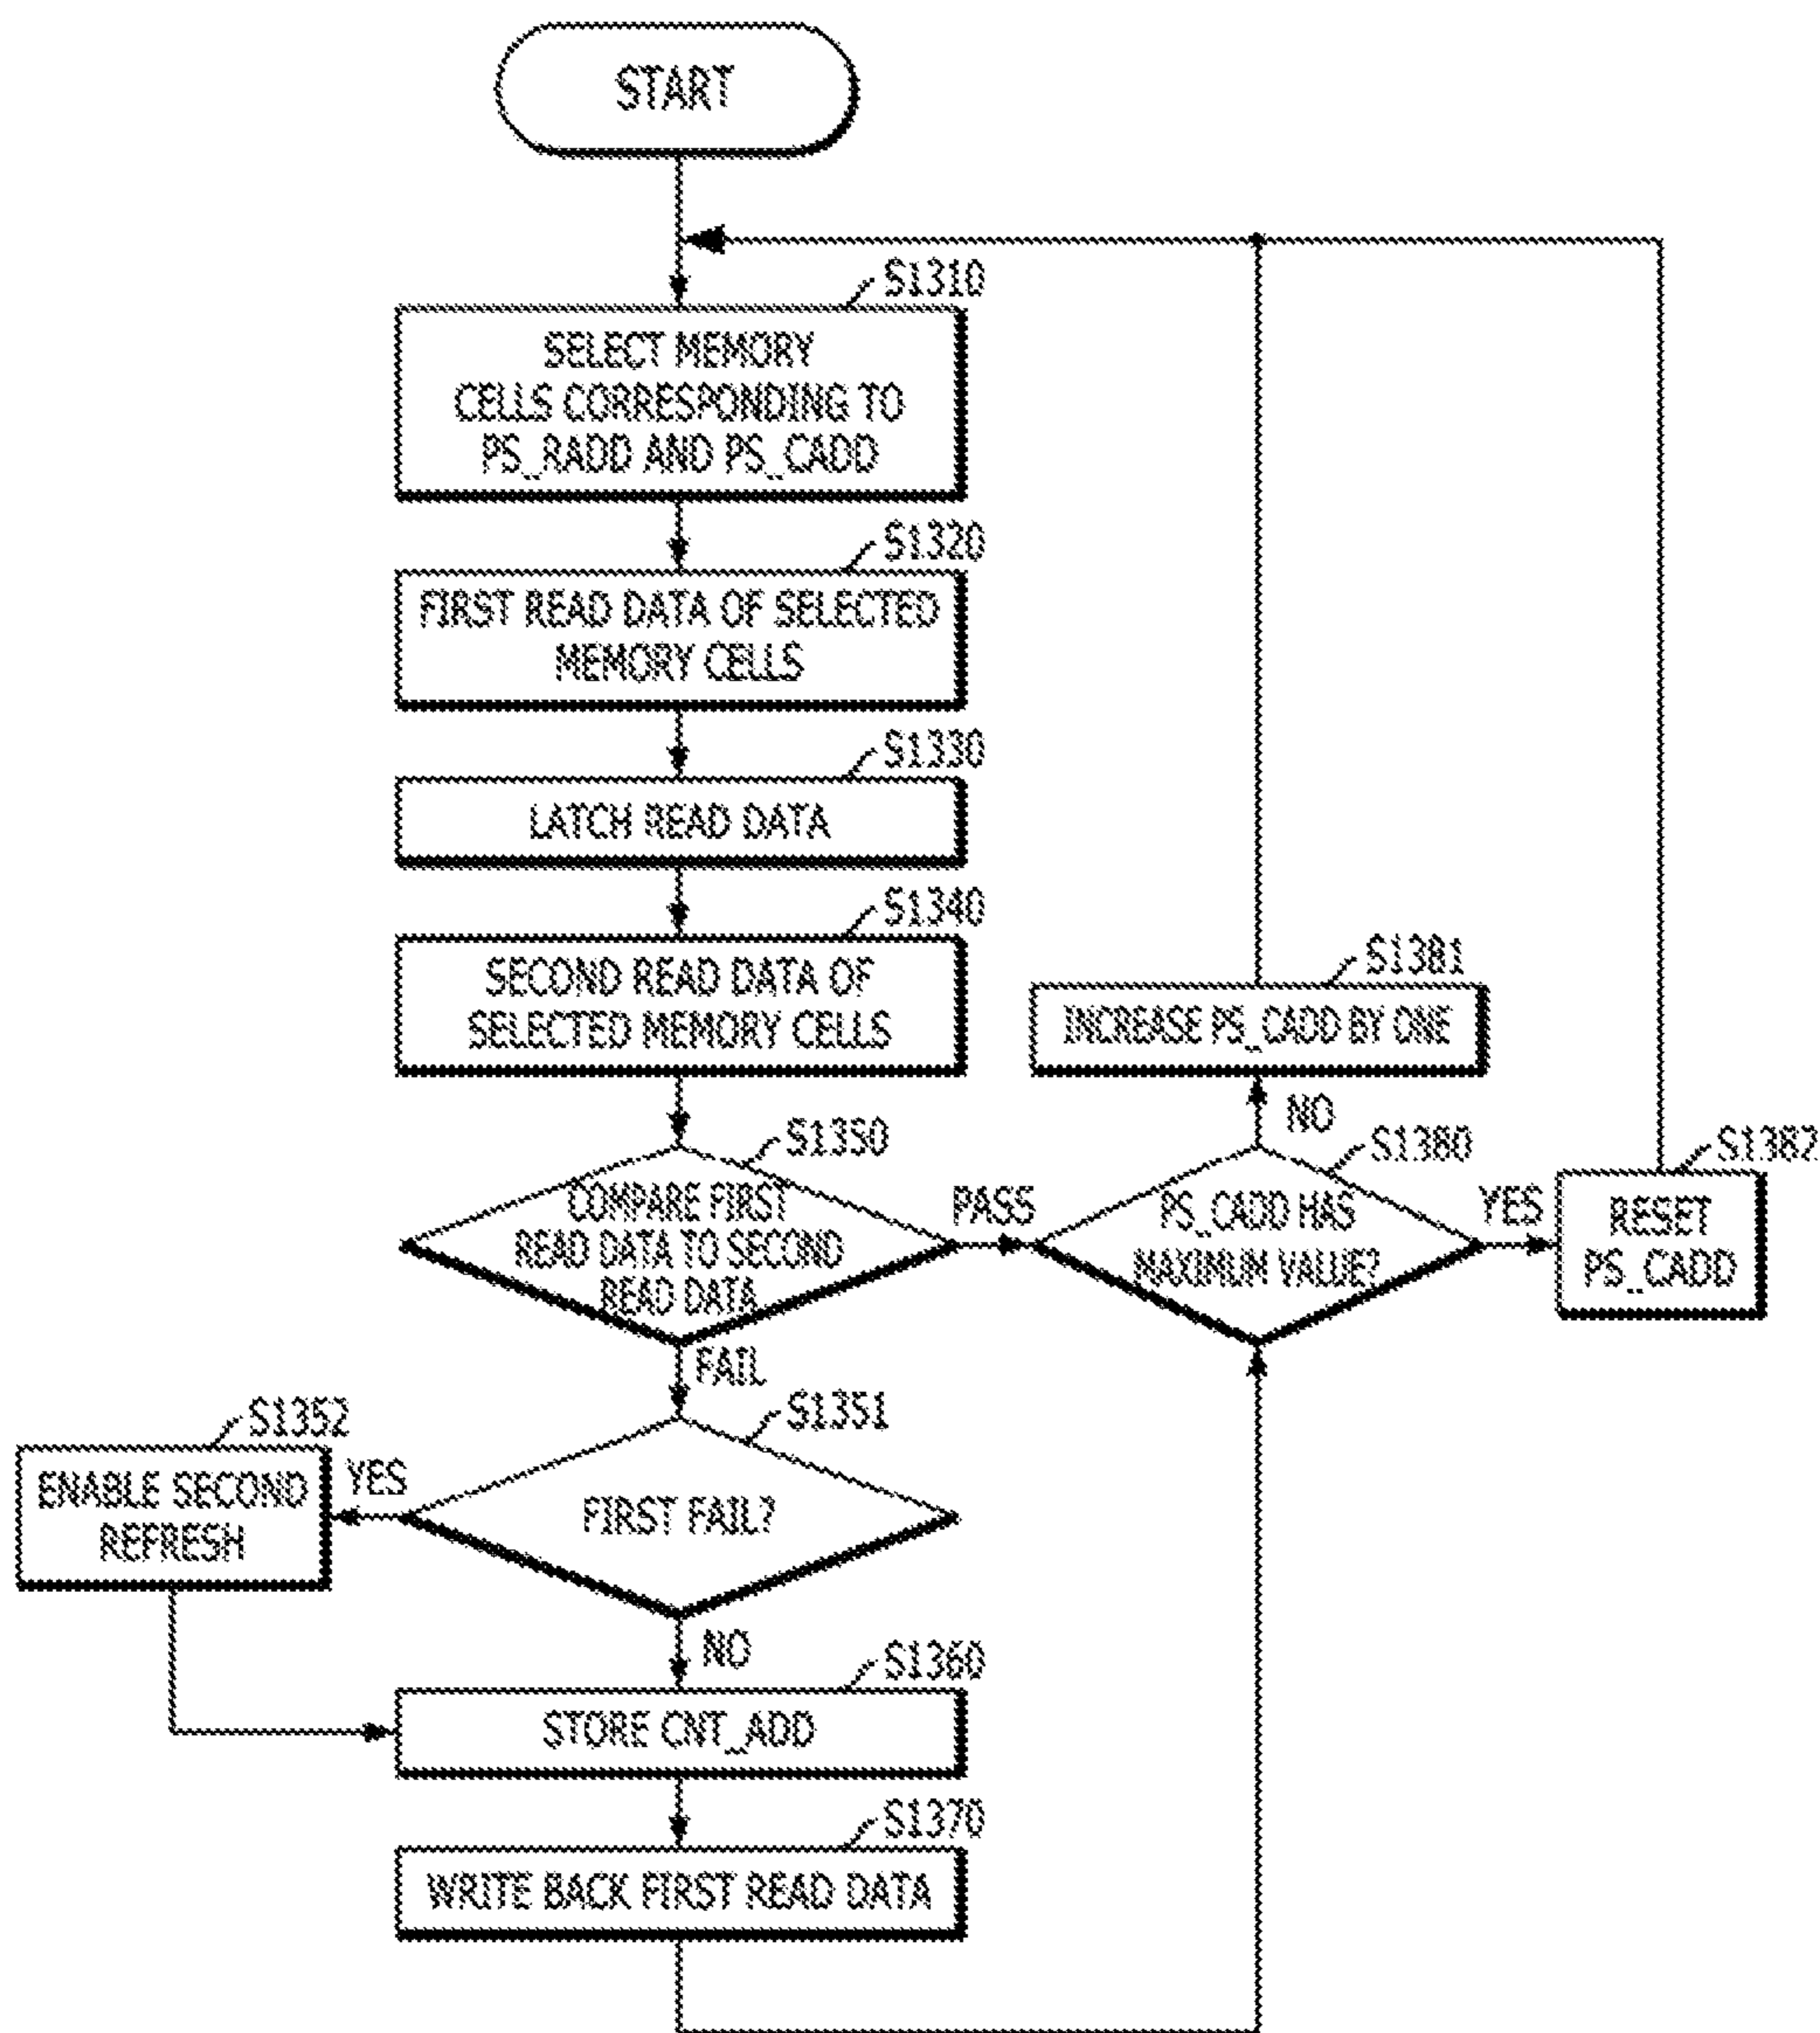 START
S1310
SELECT MEMORY
CELLS CORRESPONDING TO
PS_RADD AND PS_CADD
S1320
FIRST READ DATA OF SELECTED
MEMORY CELLS
S1330
LATCH READ DATA
S1340
SECOND READ DATA OF
SELECTED MEMORY CELLS
S1381
INCREASE PS_CADD BY ONE
NO
S1350
COMPARE FIRST
READ DATA TO SECOND
READ DATA
PASS
S1380
PS_CADD HAS
MAXIMUM VALUE?
YES
S1382
RESET
PS_CADD
FAIL
S1351
FIRST FAIL?
YES
S1352
ENABLE SECOND
REFRESH
NO
S1360
STORE CNT_ADD
S1370
WRITE BACK FIRST READ DATA